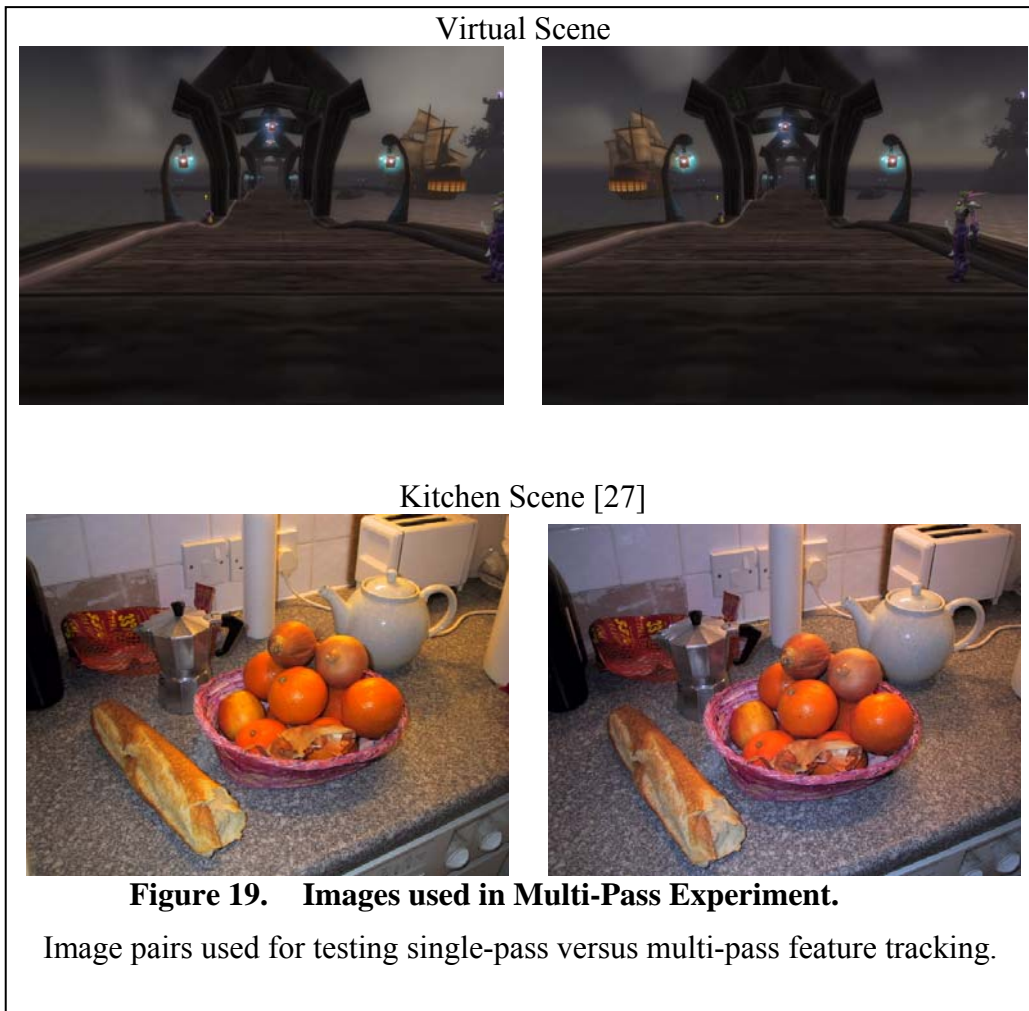 Virtual Scene
Kitchen Scene [27]
Figure 19. Images used in Multi-Pass Experiment.
Image pairs used for testing single-pass versus multi-pass feature tracking.